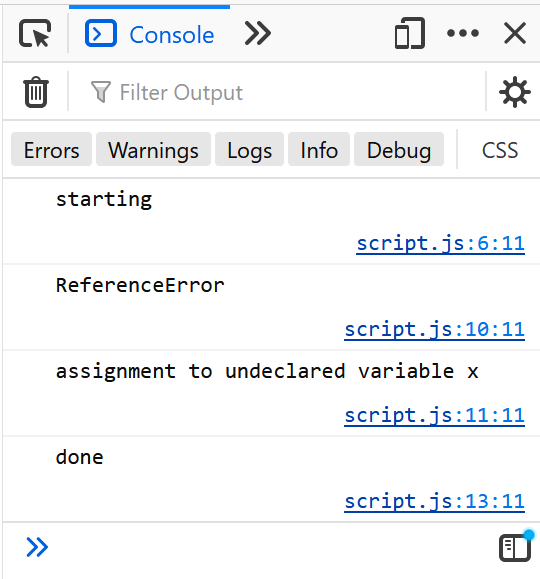 Console
Filter Output
Errors Warnings Logs Info Debug CSS
starting
script.js:6:11
ReferenceError
script.js:10:11
assignment to undeclared variable x
script.js:11:11
done
script.js:13:11